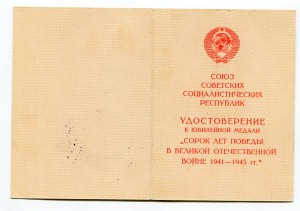 СОЮЗ
СОВЕТСКИХ
СОЦИАЛИСТИЧЕСКИХ
РЕСПУБЛИК
УДОСТОВЕРЕНИЕ
К ЮБИЛЕЙНОЙ МЕДАЛИ
„СОРОК ЛЕТ ПОБЕДЫ
В ВЕЛИКОЙ ОТЕЧЕСТВЕННОЙ
ВОЙНЕ 1941—1945 гг."